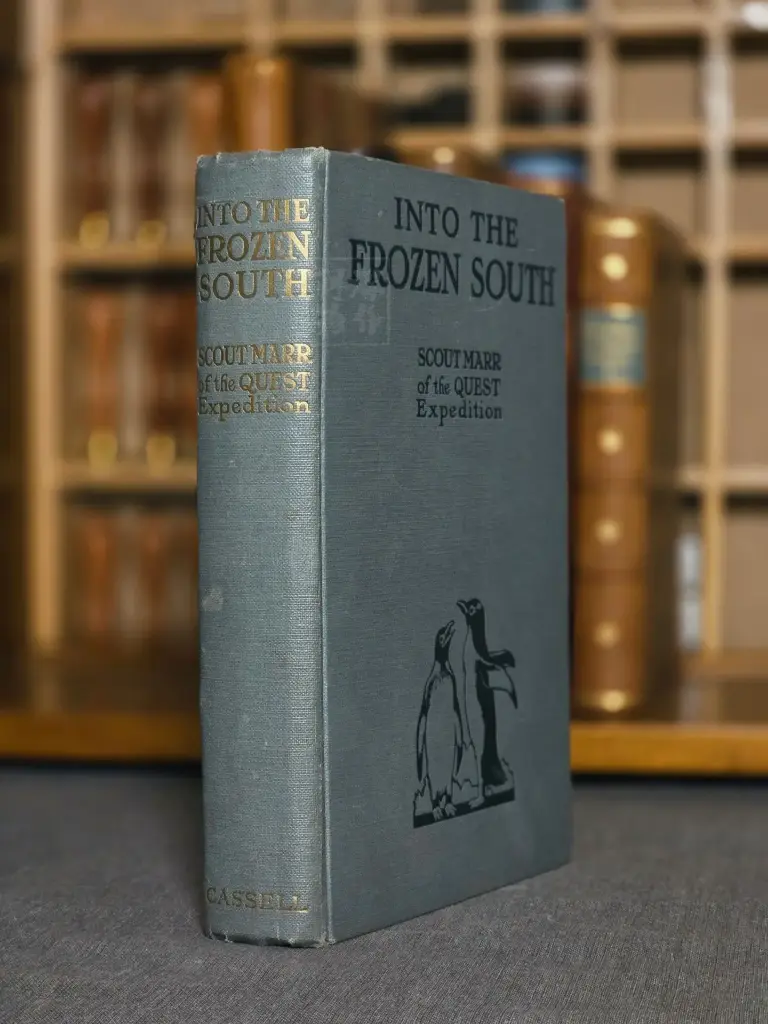 INTO THE
FROZEN
SOUTH
SCOUT MARR
of the QUEST
Expedition
CASSELL
INTO THE
FROZEN SOUTH
SCOUT MARR
of the QUEST
Expedition